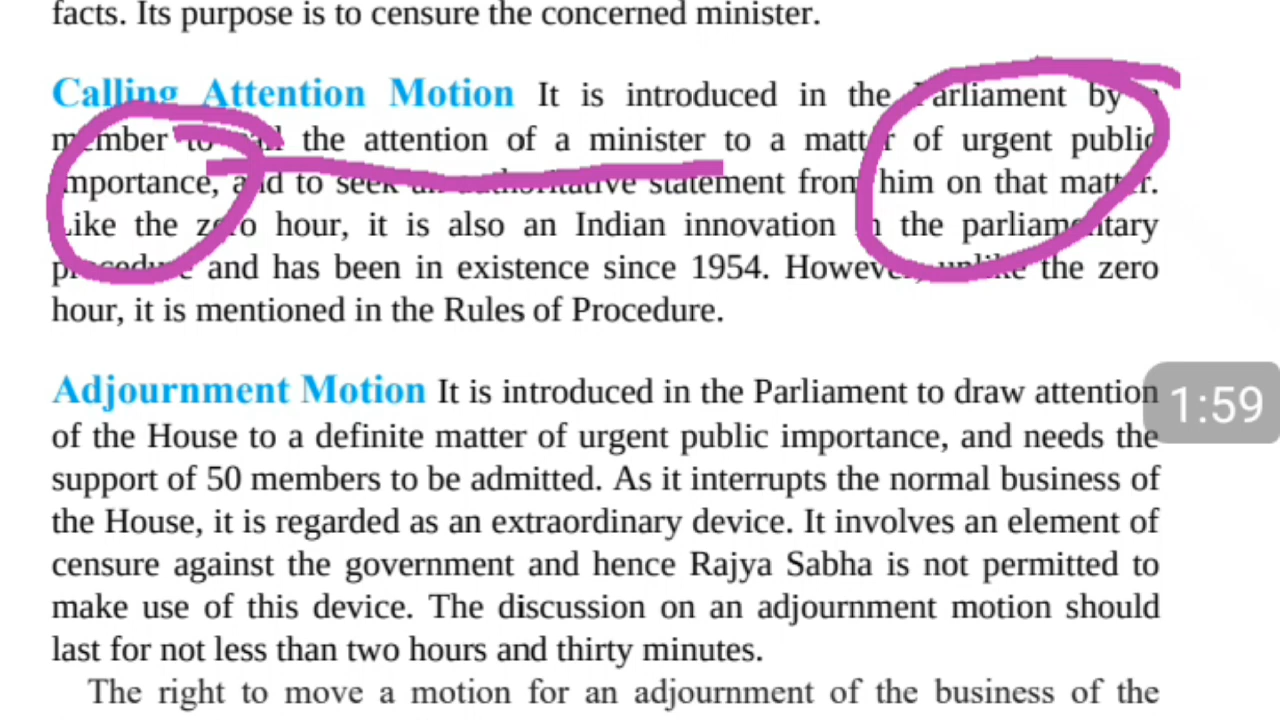 facts. Its purpose is to censure the concerned minister.
Calling Attention Motion It is introduced in the Parliament by a
member to call the attention of a minister to a matter of urgent public
importance, and to seek an authoritative statement from him on that matter.
Like the zero hour, it is also an Indian innovation in the parliamentary
procedure and has been in existence since 1954. However, unlike the zero
hour, it is mentioned in the Rules of Procedure.
Adjournment Motion It is introduced in the Parliament to draw attention
1:59
of the House to a definite matter of urgent public importance, and needs the
support of 50 members to be admitted. As it interrupts the normal business of
the House, it is regarded as an extraordinary device. It involves an element of
censure against the government and hence Rajya Sabha is not permitted to
make use of this device. The discussion on an adjournment motion should
last for not less than two hours and thirty minutes.
The right to move a motion for an adjournment of the business of the